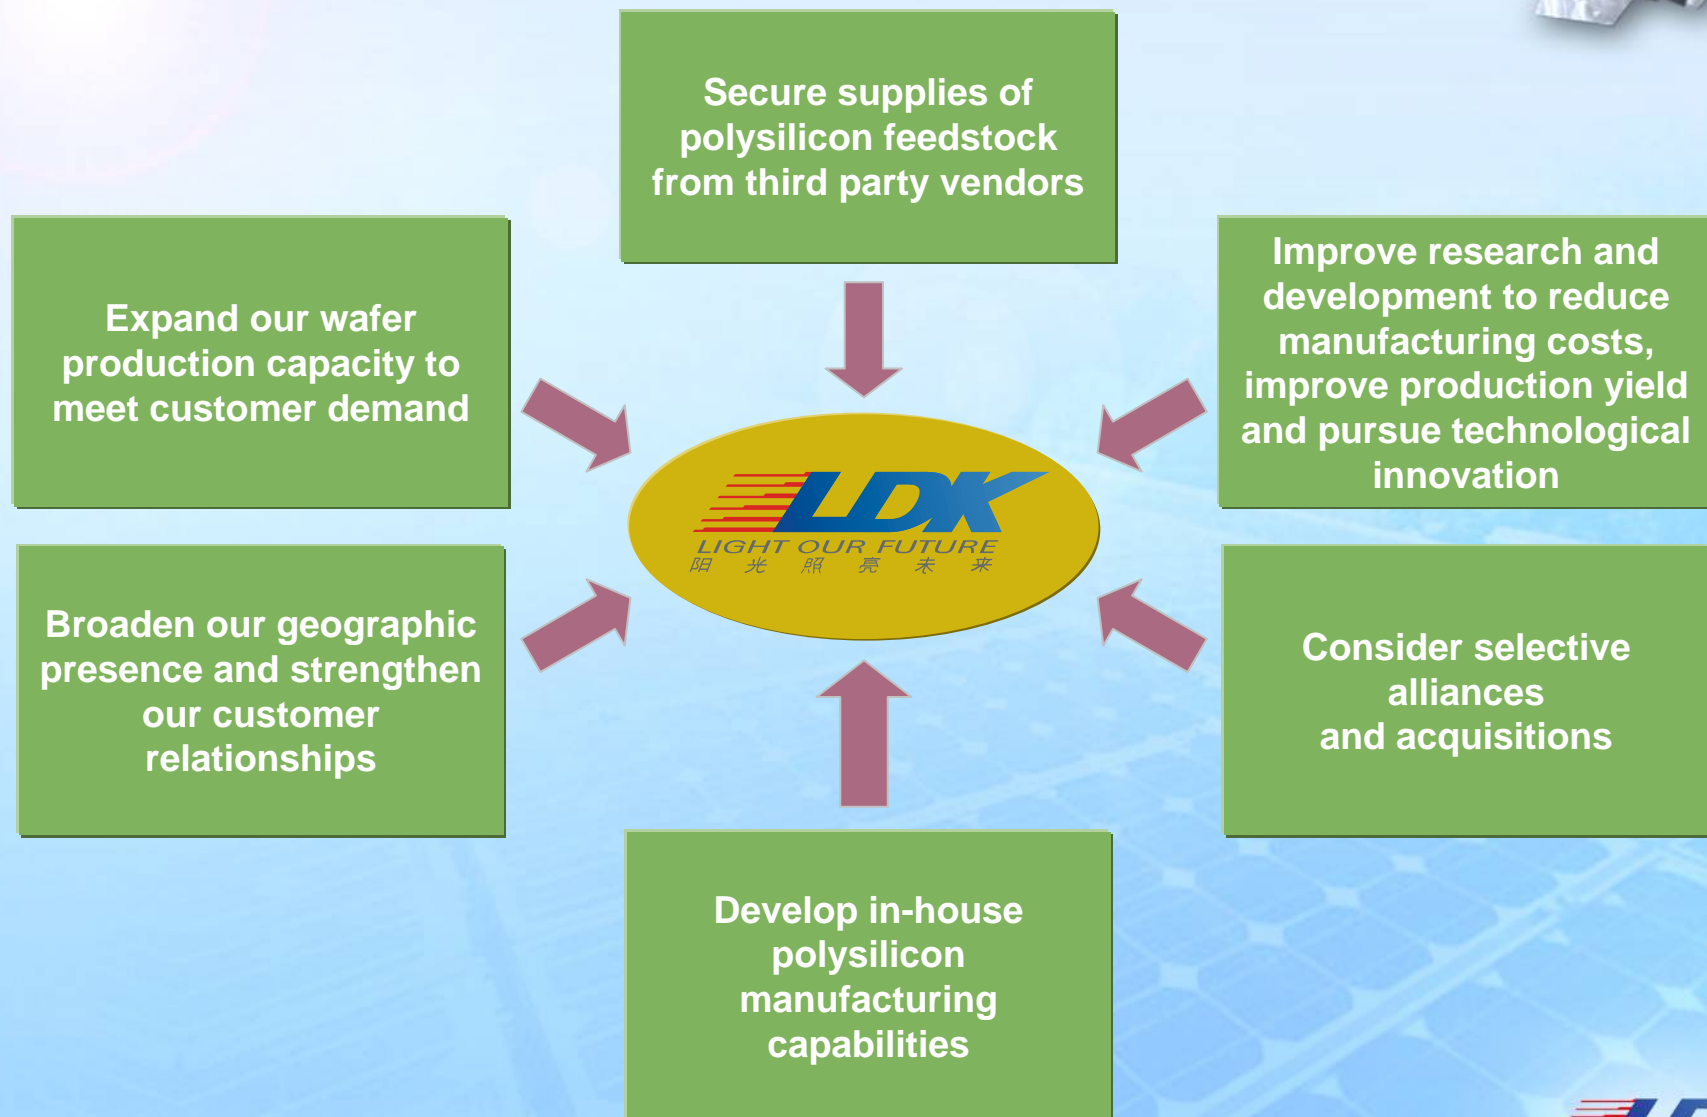 Secure supplies of
polysilicon feedstock
from third party vendors
Expand our wafer
production capacity to
meet customer demand
Improve research and
development to reduce
manufacturing costs,
improve production yield
and pursue technological
innovation
LDK
LIGHT OUR FUTURE
阳光照亮未来
Broaden our geographic
presence and strengthen
our customer
relationships
Consider selective
alliances
and acquisitions
Develop in-house
polysilicon
manufacturing
capabilities